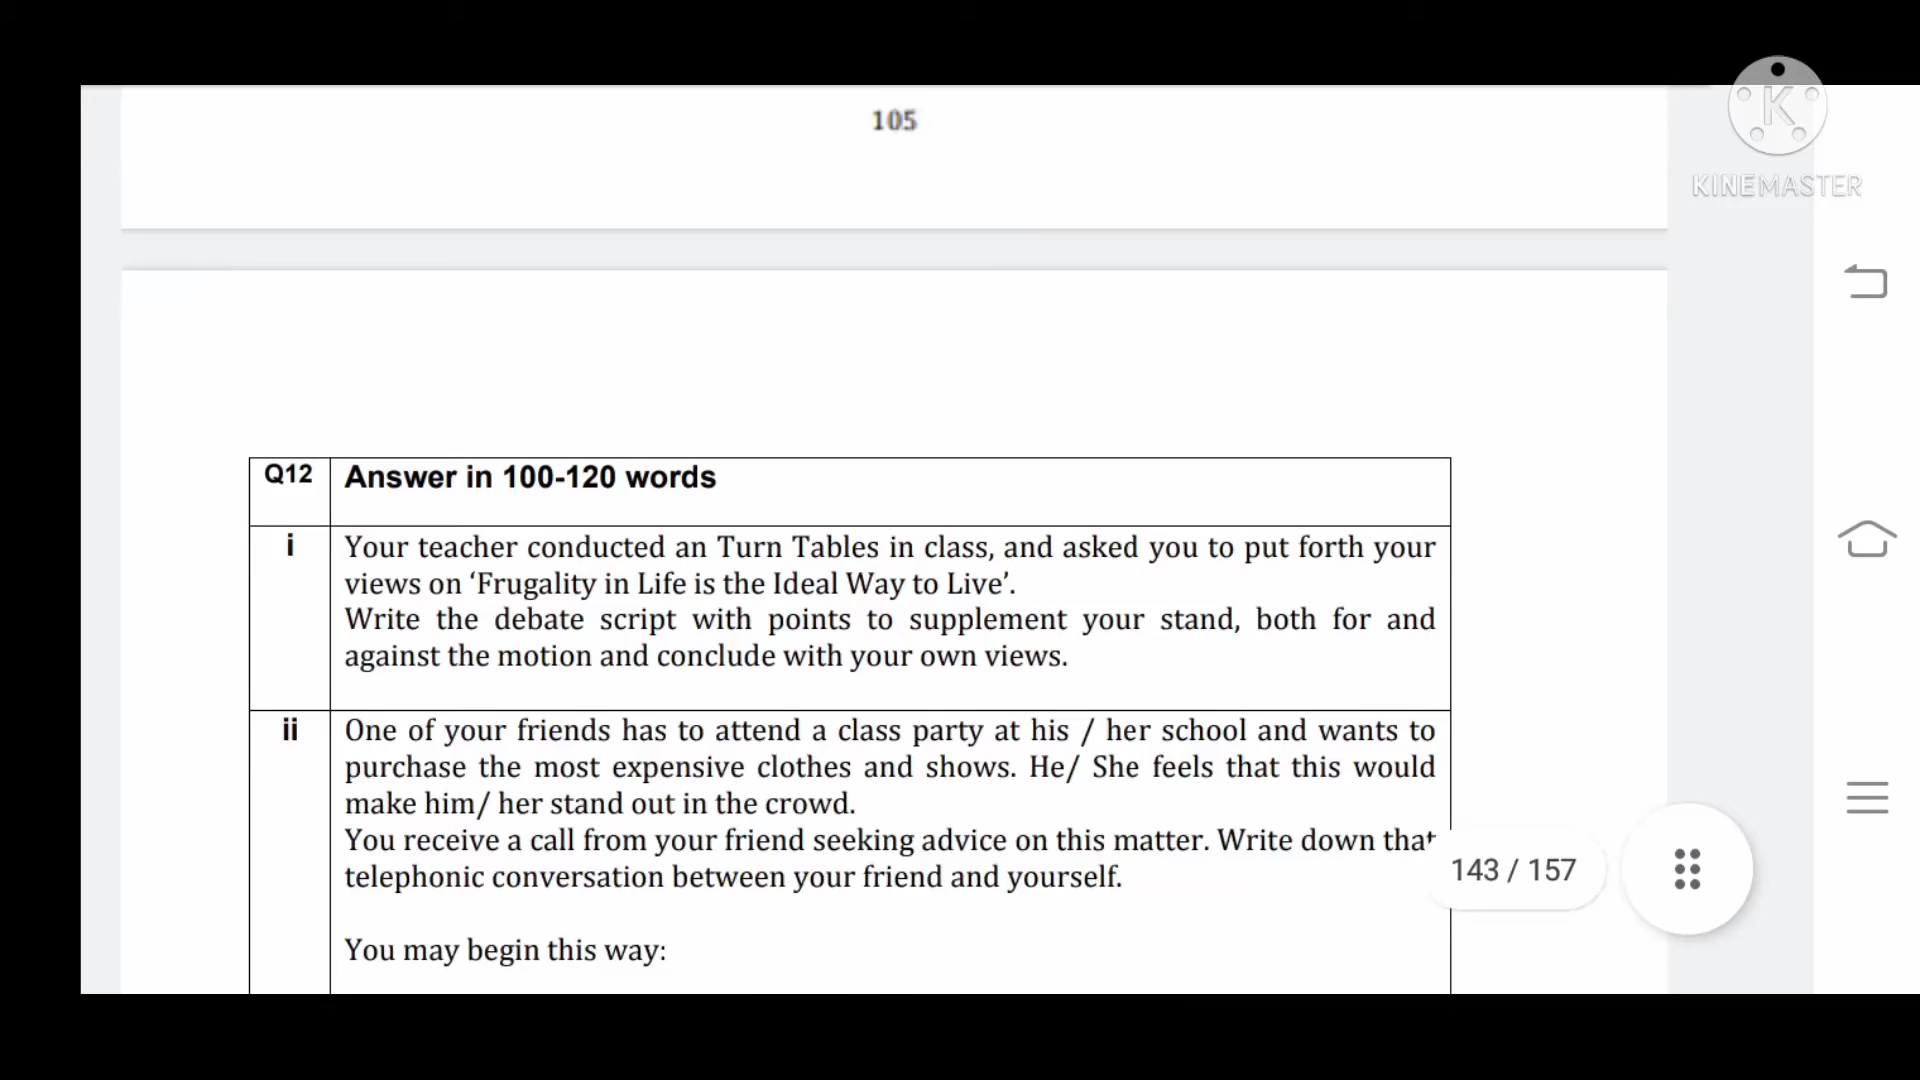 105
KINEMASTER
Q12 Answer in 100-120 words
i Your teacher conducted an Turn Tables in class, and asked you to put forth your
views on ‘Frugality in Life is the Ideal Way to Live’.
Write the debate script with points to supplement your stand, both for and
against the motion and conclude with your own views.
ii One of your friends has to attend a class party at his / her school and wants to
purchase the most expensive clothes and shows. He/ She feels that this would
make him/ her stand out in the crowd.
You receive a call from your friend seeking advice on this matter. Write down that
telephonic conversation between your friend and yourself.
143 / 157
You may begin this way: